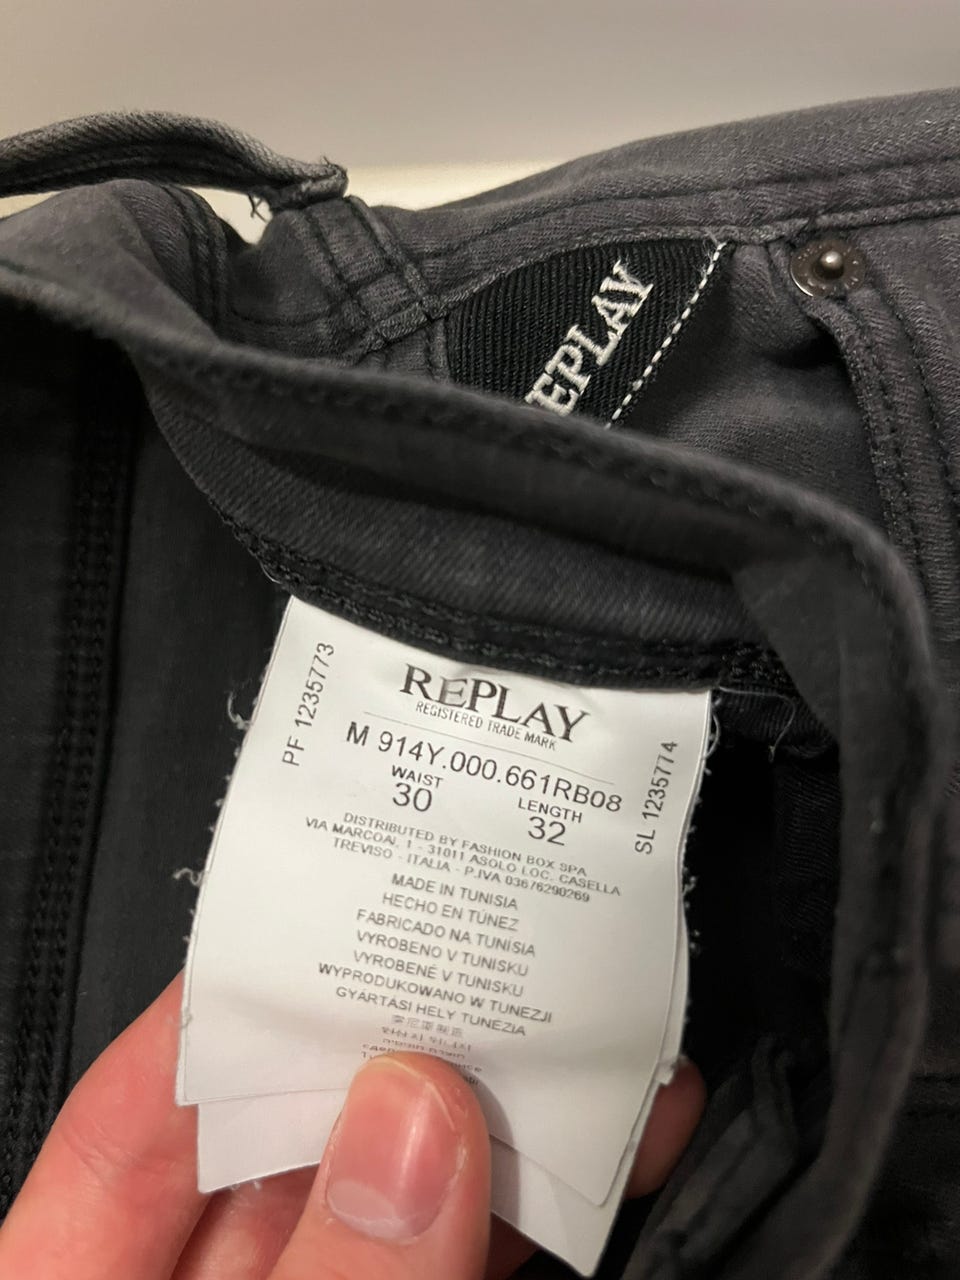 EPLAY
PF 1235773
REPLAY
REGISTERED TRADE MARK
M 914Y.000.661RB08
WAIST
30
LENGTH
32
SL 1235774
DISTRIBUTED BY FASHION BOX SPA
VIA MARCOAI, 1 - 31011 ASOLO LOC. CASELLA
TREVISO - ITALIA - P.IVA 03676290269
MADE IN TUNISIA
HECHO EN TÚNEZ
FABRICADO NA TUNÍSIA
VYROBENO V TUNISKU
VYROBENÉ V TUNISKU
WYPRODUKOWANO W TUNEZJI
GYÁRTÁSI HELY TUNÉZIA